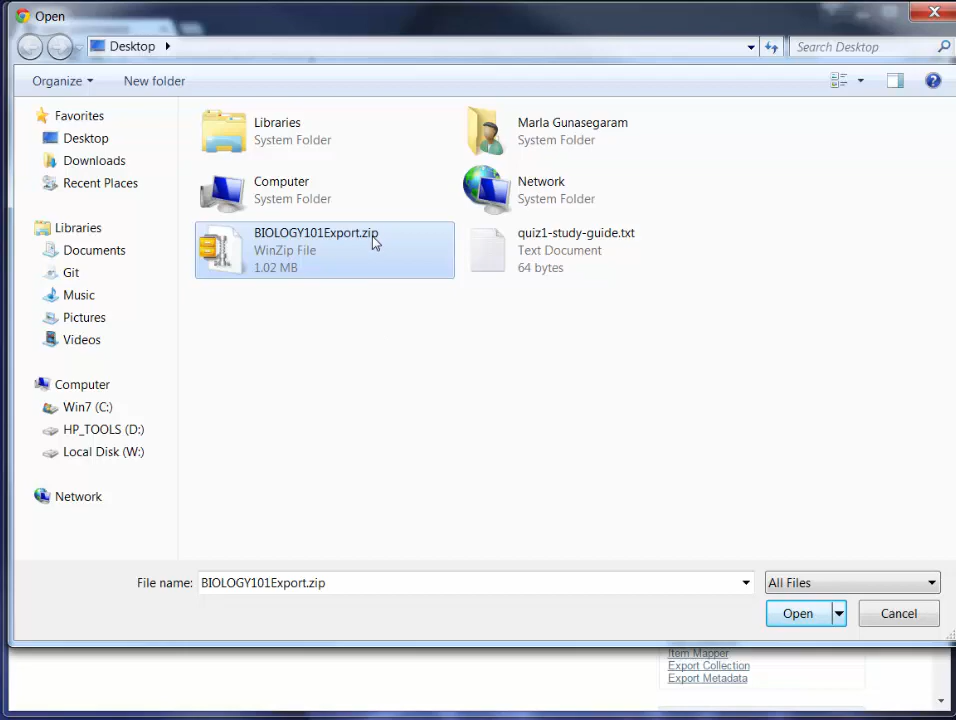 Open
Desktop
Search Desktop
Organize
New folder
Favorites
Desktop
Downloads
Recent Places
Libraries
Documents
Git
Music
Pictures
Videos
Computer
Win7 (C:)
HP_TOOLS (D:)
Local Disk (W:)
Network
Libraries
System Folder
Marla Gunasegaram
System Folder
Computer
System Folder
Network
System Folder
BIOLOGY101Export.zip
WinZip File
1.02 MB
quiz1-study-guide.txt
Text Document
64 bytes
File name: BIOLOGY101Export.zip
All Files
Open
Cancel
Item Mapper
Export Collection
Export Metadata